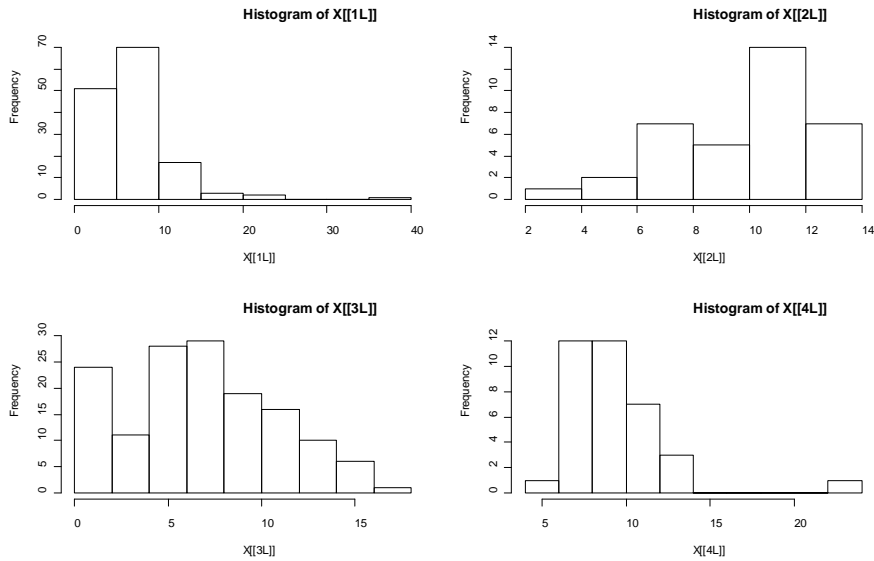 Histogram of X[[1L]]
Frequency
0 10 30 50 70
0 10 20 30 40
X[[1L]]
Histogram of X[[2L]]
Frequency
0 2 4 6 8 10 14
2 4 6 8 10 12 14
X[[2L]]
Histogram of X[[3L]]
Frequency
0 5 10 15 20 25 30
0 5 10 15
X[[3L]]
Histogram of X[[4L]]
Frequency
0 2 4 6 8 10 12
5 10 15 20
X[[4L]]